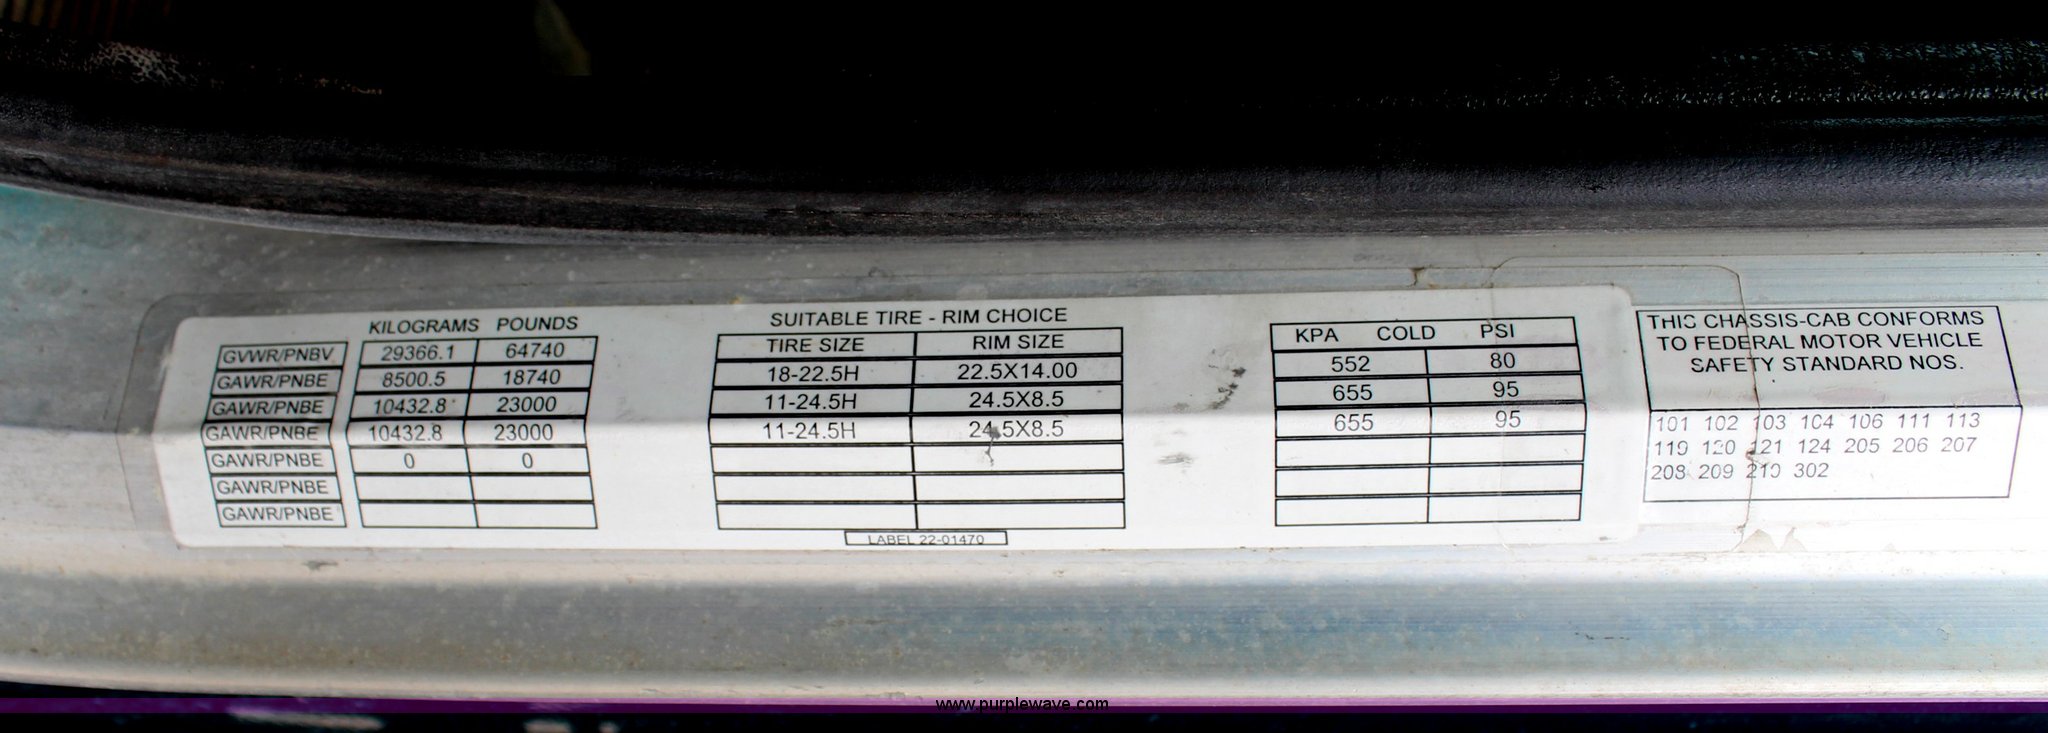 KILOGRAMS POUNDS
GVWR/PNBV 29366.1 64740
GAWR/PNBE 8500.5 18740
GAWR/PNBE 10432.8 23000
GAWR/PNBE 10432.8 23000
GAWR/PNBE 0 0
GAWR/PNBE
GAWR/PNBE
SUITABLE TIRE - RIM CHOICE
TIRE SIZE RIM SIZE
18-22.5H 22.5X14.00
11-24.5H 24.5X8.5
11-24.5H 24.5X8.5
LABEL 22-01470
KPA COLD PSI
552 80
655 95
655 95
THIS CHASSIS-CAB CONFORMS
TO FEDERAL MOTOR VEHICLE
SAFETY STANDARD NOS.
101 102 103 104 106 111 113
119 120 121 124 205 206 207
208 209 210 302
www.purplewave.com